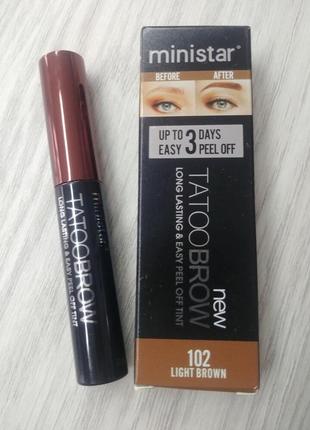 ministar®
BEFORE
AFTER
UP TO 3 DAYS
EASY PEEL OFF
new
TATOOBROW
LONG LASTING & EASY PEEL OFF TINT
102
LIGHT BROWN
ministar
TATOOBROW
LONG LASTING & EASY PEEL OFF TINT